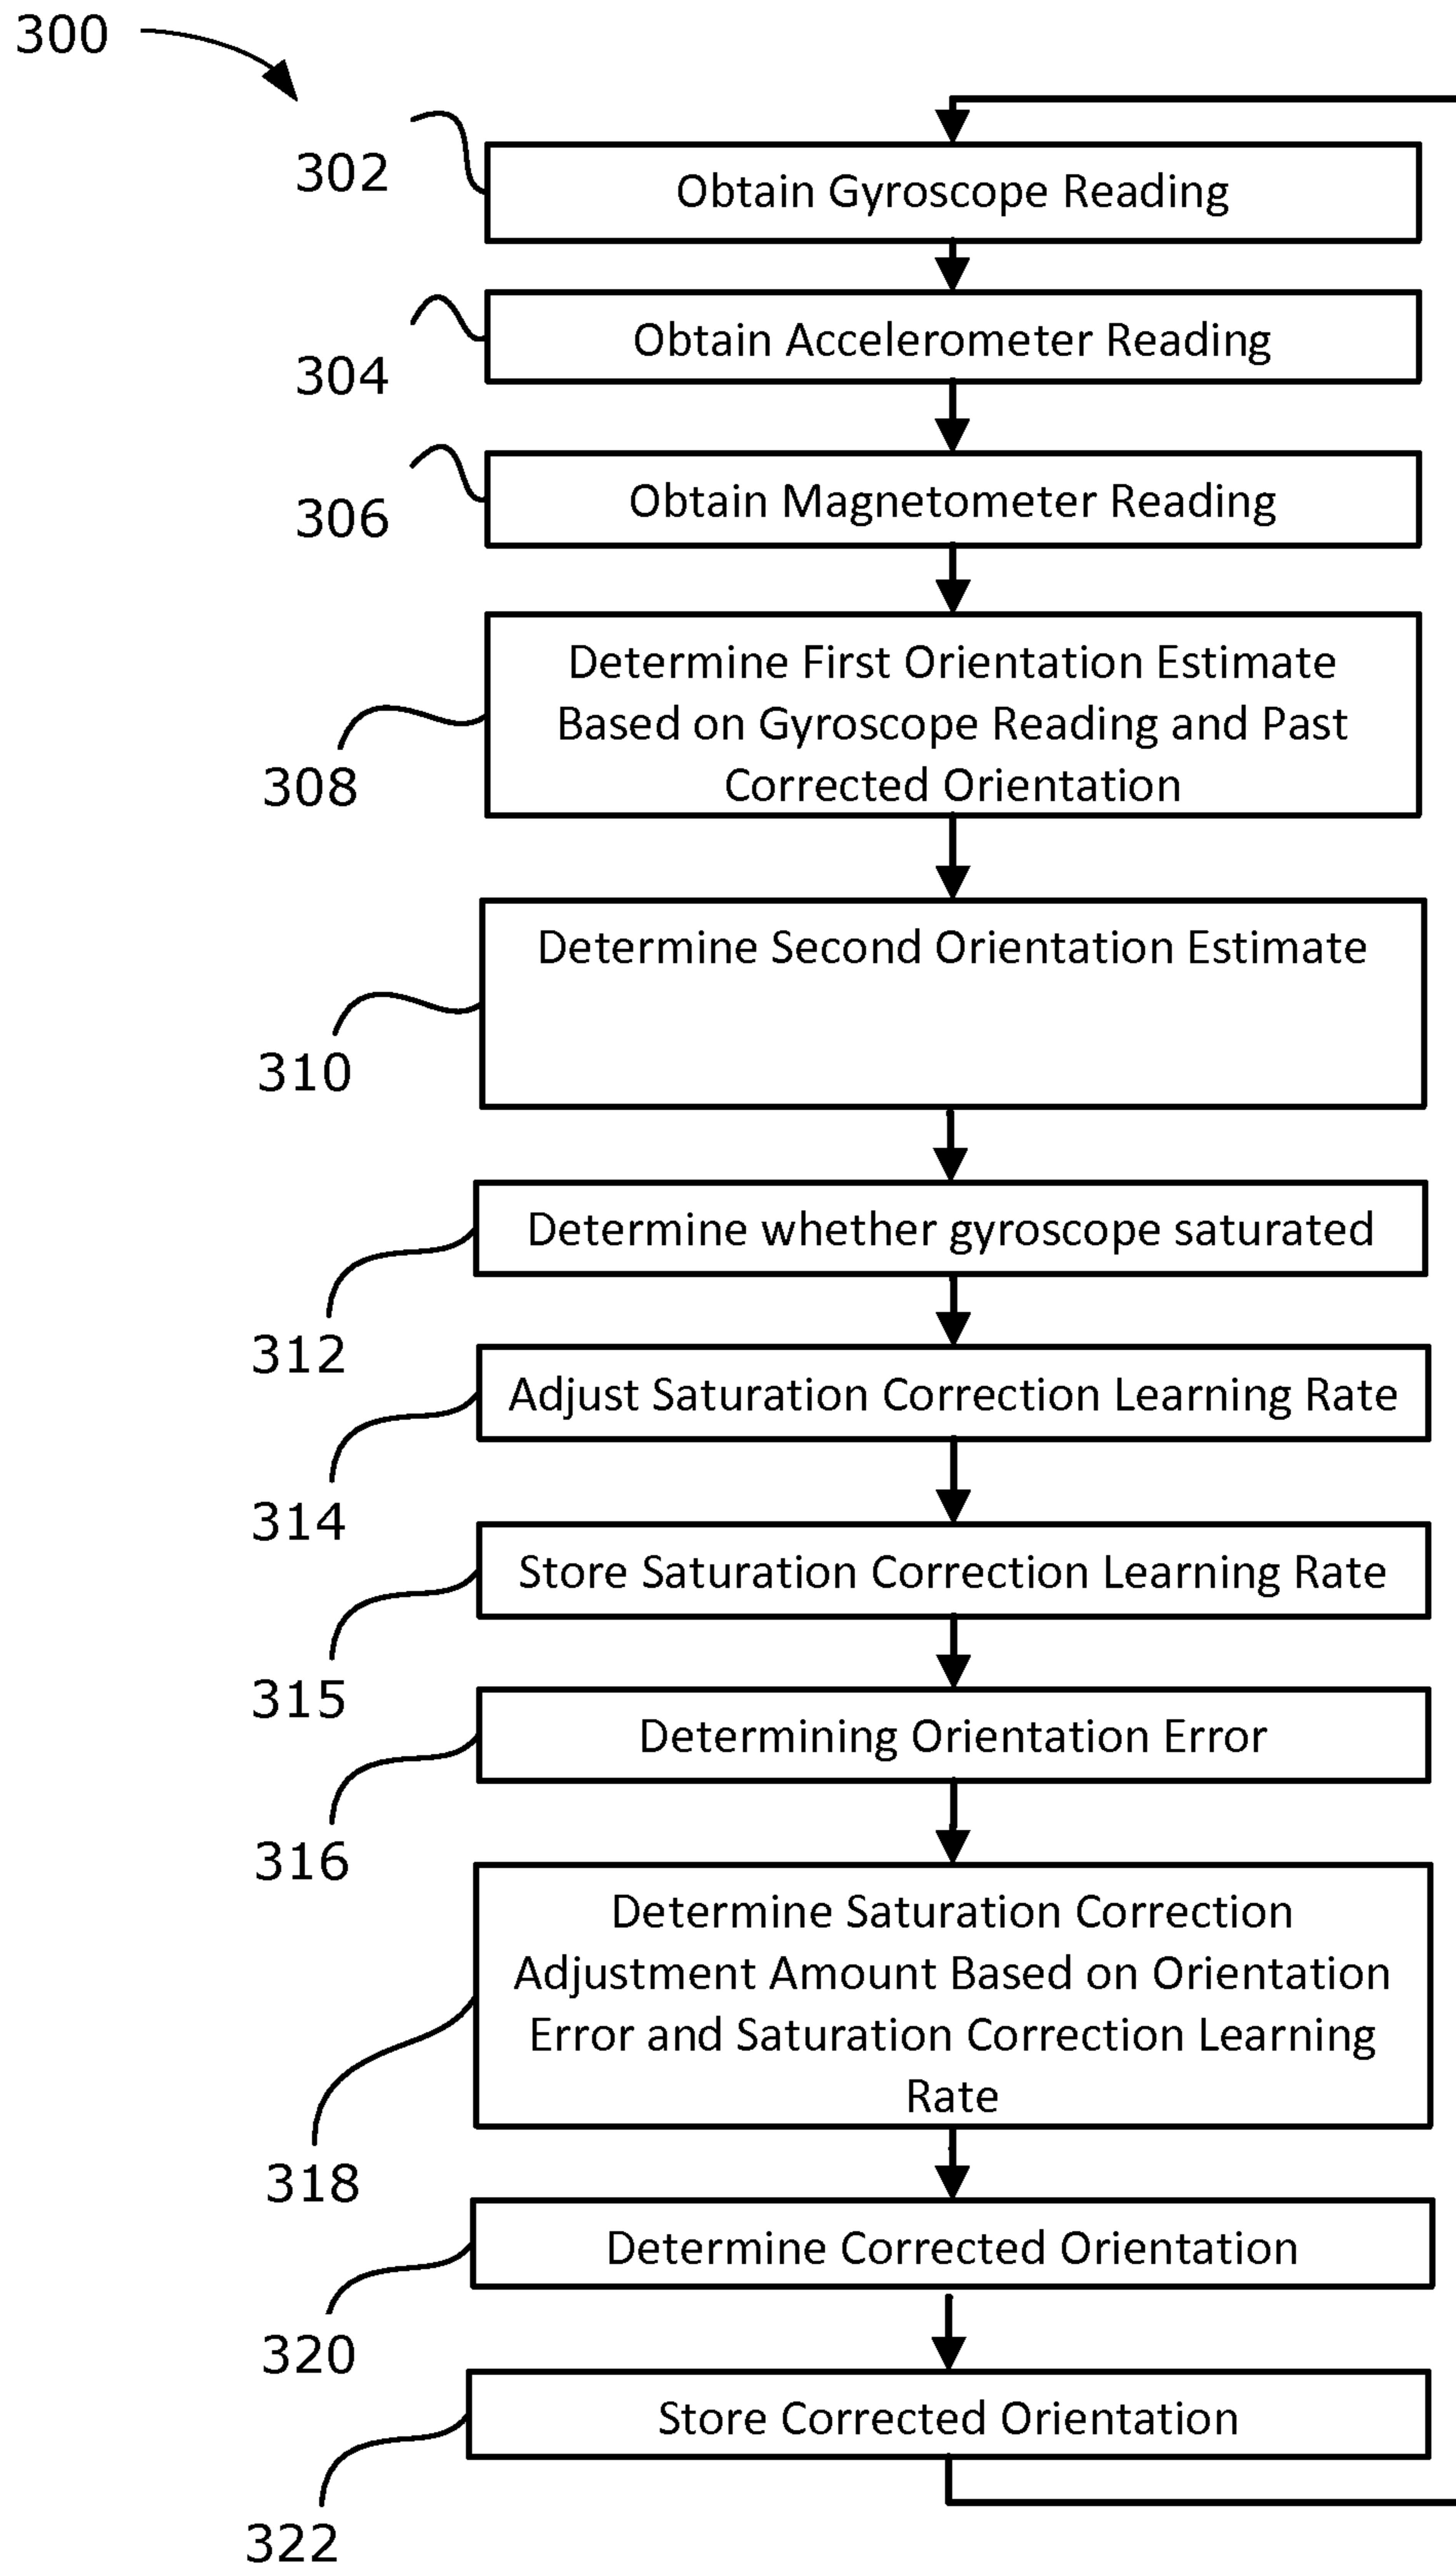 300
302
Obtain Gyroscope Reading
304
Obtain Accelerometer Reading
306
Obtain Magnetometer Reading
308
Determine First Orientation Estimate
Based on Gyroscope Reading and Past
Corrected Orientation
310
Determine Second Orientation Estimate
312
Determine whether gyroscope saturated
314
Adjust Saturation Correction Learning Rate
315
Store Saturation Correction Learning Rate
316
Determining Orientation Error
318
Determine Saturation Correction
Adjustment Amount Based on Orientation
Error and Saturation Correction Learning
Rate
320
Determine Corrected Orientation
322
Store Corrected Orientation